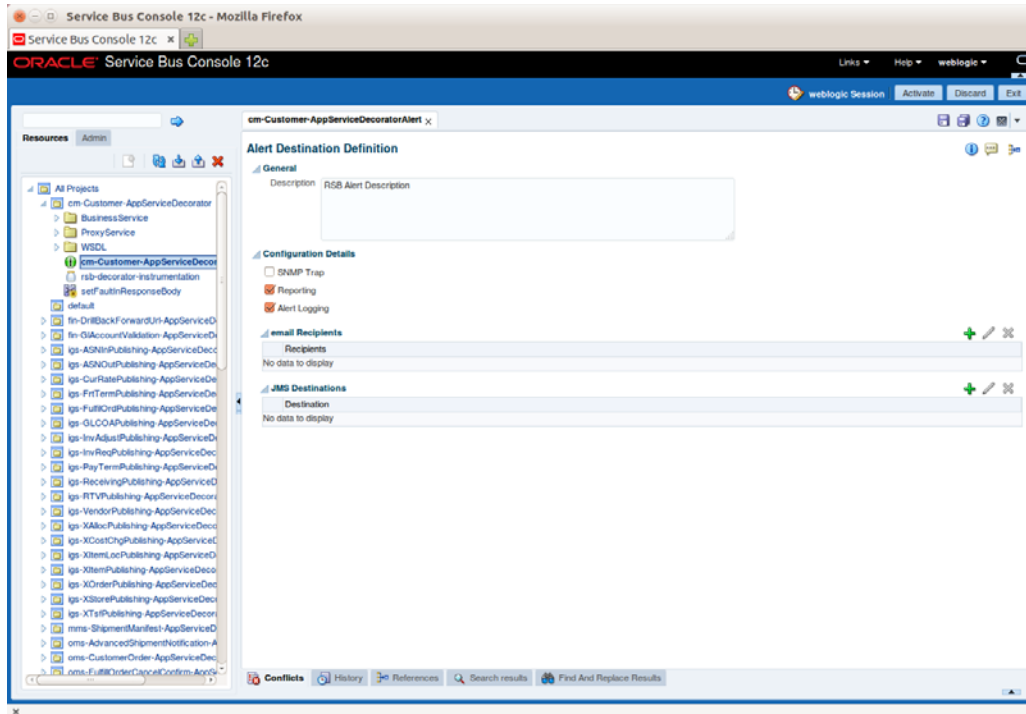 Service Bus Console 12c - Mozilla Firefox
Service Bus Console 12c
ORACLE Service Bus Console 12c
Links
Help
weblogic
weblogic Session
Activate
Discard
Exit
Resources
Admin
All Projects
cm-Customer-AppServiceDecorator
BusinessService
ProxyService
WSDL
cm-Customer-AppServiceDecor
rsb-decorator-instrumentation
setFaultInResponseBody
default
fin-DrillBackForwardUrl-AppServiceD
fin-GlAccountValidation-AppServiceD
igs-ASNInPublishing-AppServiceDeco
igs-ASNOutPublishing-AppServiceDe
igs-CurRatePublishing-AppServiceDe
igs-FrtTermPublishing-AppServiceDe
igs-FulfilOrdPublishing-AppServiceDe
igs-GLCOAPublishing-AppServiceDe
igs-InvAdjustPublishing-AppServiceD
igs-InvReqPublishing-AppServiceDec
igs-PayTermPublishing-AppServiceD
igs-ReceivingPublishing-AppServiceD
igs-RTVPublishing-AppServiceDecora
igs-VendorPublishing-AppServiceDec
igs-XAllocPublishing-AppServiceDeco
igs-XCostChgPublishing-AppServiceD
igs-XItemLocPublishing-AppServiceD
igs-XItemPublishing-AppServiceDeco
igs-XOrderPublishing-AppServiceDec
igs-XStorePublishing-AppServiceDeco
igs-XTsfPublishing-AppServiceDecor
mms-ShipmentManifest-AppServiceD
oms-AdvancedShipmentNotification-A
oms-CustomerOrder-AppServiceDec
oms-FulfillOrderCancelConfirm-AppSe
cm-Customer-AppServiceDecoratorAlert
Alert Destination Definition
General
Description
RSB Alert Description
Configuration Details
SNMP Trap
Reporting
Alert Logging
email Recipients
Recipients
No data to display
JMS Destinations
Destination
No data to display
Conflicts
History
References
Search results
Find And Replace Results